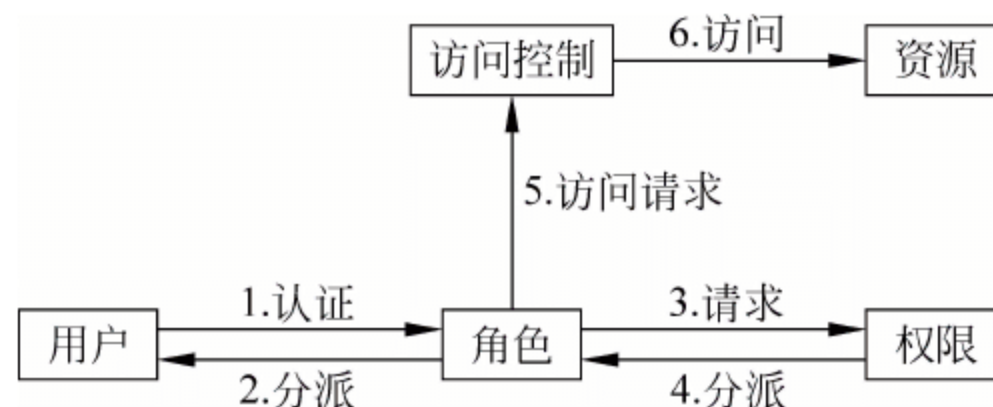 访问控制
6.访问
资源
5.访问请求
用户
1.认证
角色
3.请求
权限
2.分派
4.分派